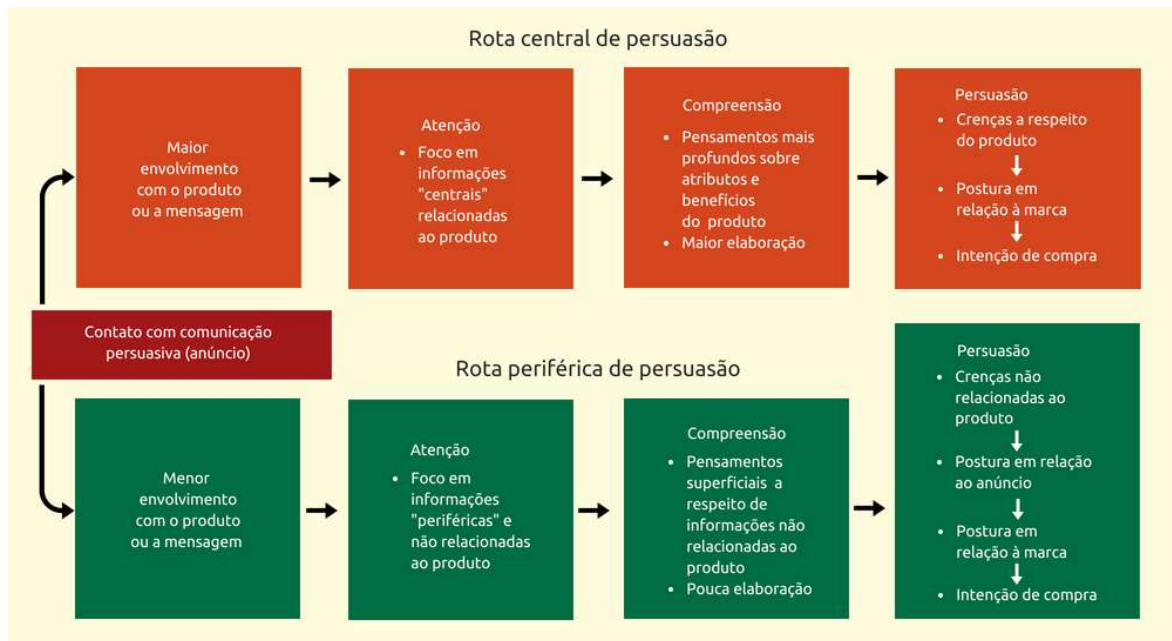 Rota central de persuasão
Maior
envolvimento
com o produto
ou a mensagem
Atenção
• Foco em
informações
"centrais"
relacionadas
ao produto
Compreensão
• Pensamentos mais
profundos sobre
atributos e
benefícios
do produto
• Maior elaboração
Persuasão
• Crenças a respeito
do produto
• Postura em
relação à marca
• Intenção de compra
Contato com comunicação
persuasiva (anúncio)
Rota periférica de persuasão
Menor
envolvimento
com o produto
ou a mensagem
Atenção
• Foco em
informações
"periféricas" e
não relacionadas
ao produto
Compreensão
• Pensamentos
superficiais a
respeito de
informações não
relacionadas ao
produto
• Pouca elaboração
Persuasão
• Crenças não
relacionadas ao
produto
• Postura em relação
ao anúncio
• Postura em
relação à marca
• Intenção de compra